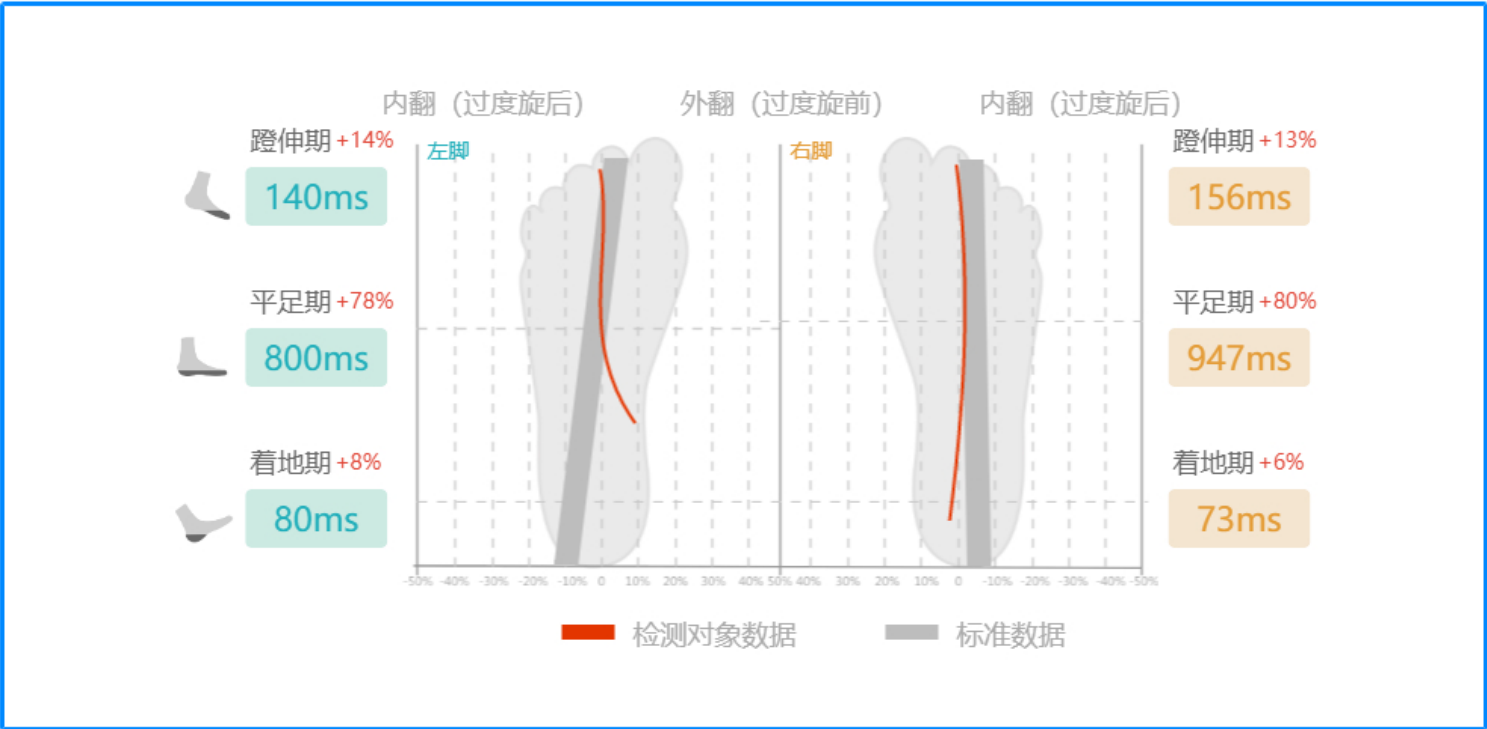 内翻（过度旋后） 外翻（过度旋前） 内翻（过度旋后）
蹬伸期 +14%
140ms
平足期 +78%
800ms
着地期 +8%
80ms
左脚
右脚
蹬伸期 +13%
156ms
平足期 +80%
947ms
着地期 +6%
73ms
-50% -40% -30% -20% -10% 0 10% 20% 30% 40% 50% 40% 30% 20% 10% 0 -10% -20% -30% -40% -50%
检测对象数据 标准数据